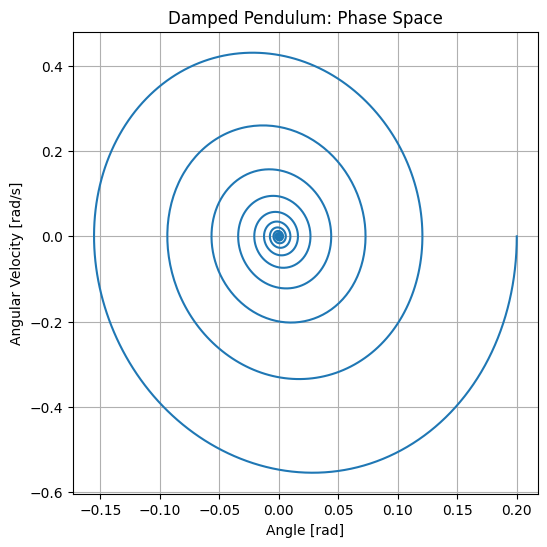 Damped Pendulum: Phase Space
Angular Velocity [rad/s]
0.4
0.2
0.0
−0.2
−0.4
−0.6
−0.15 −0.10 −0.05 0.00 0.05 0.10 0.15 0.20
Angle [rad]